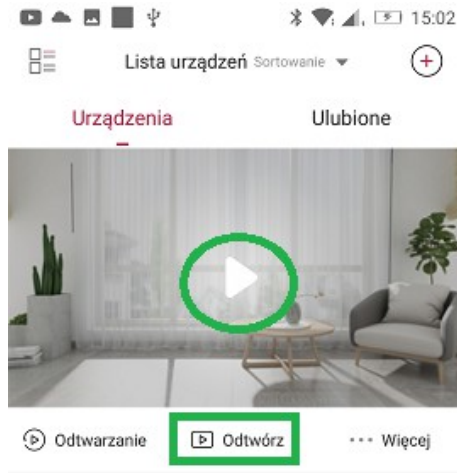 15:02
Lista urządzeń Sortowanie
Urządzenia Ulubione
Odtwarzanie Odtwórz Więcej